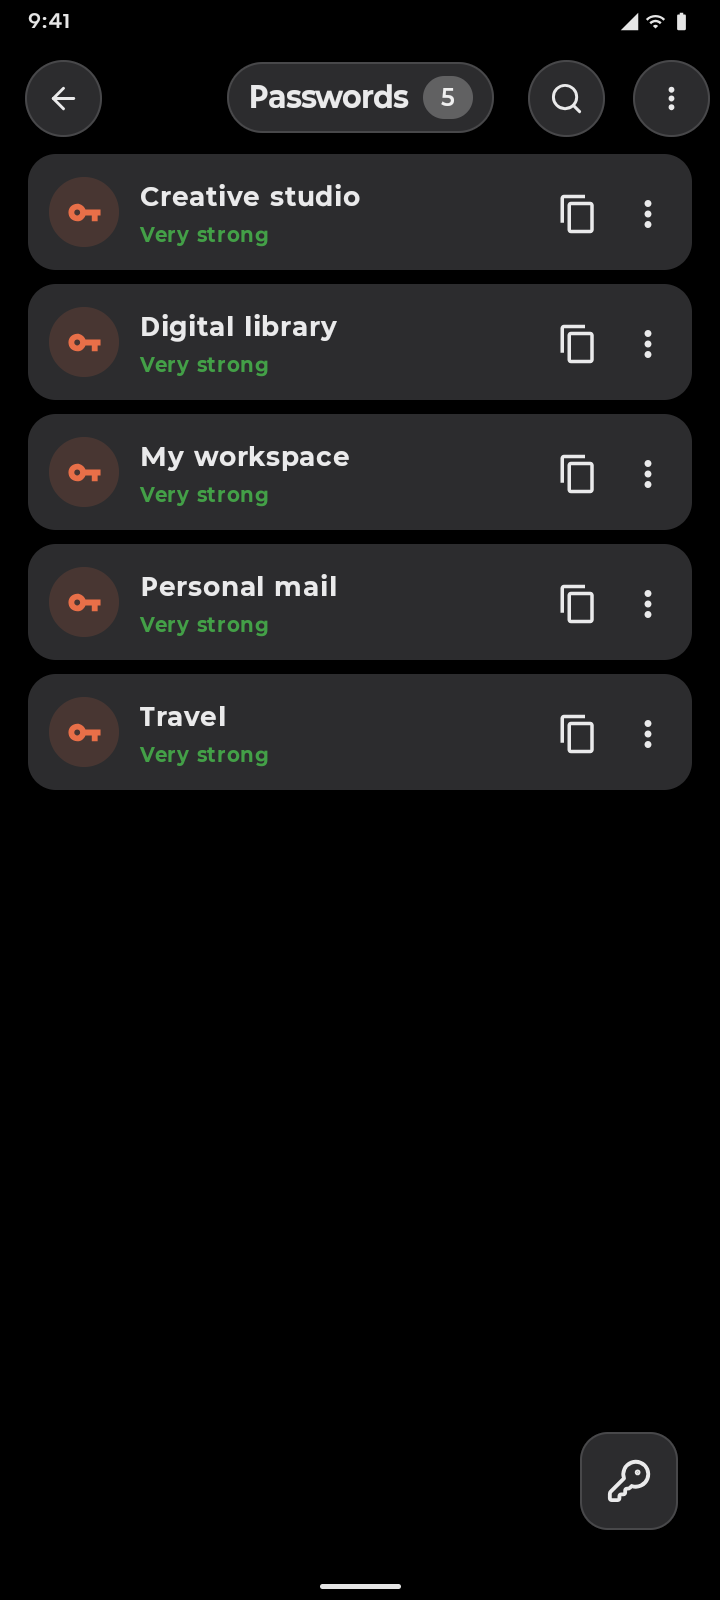 9:41
Passwords 5
Creative studio
Very strong
Digital library
Very strong
My workspace
Very strong
Personal mail
Very strong
Travel
Very strong